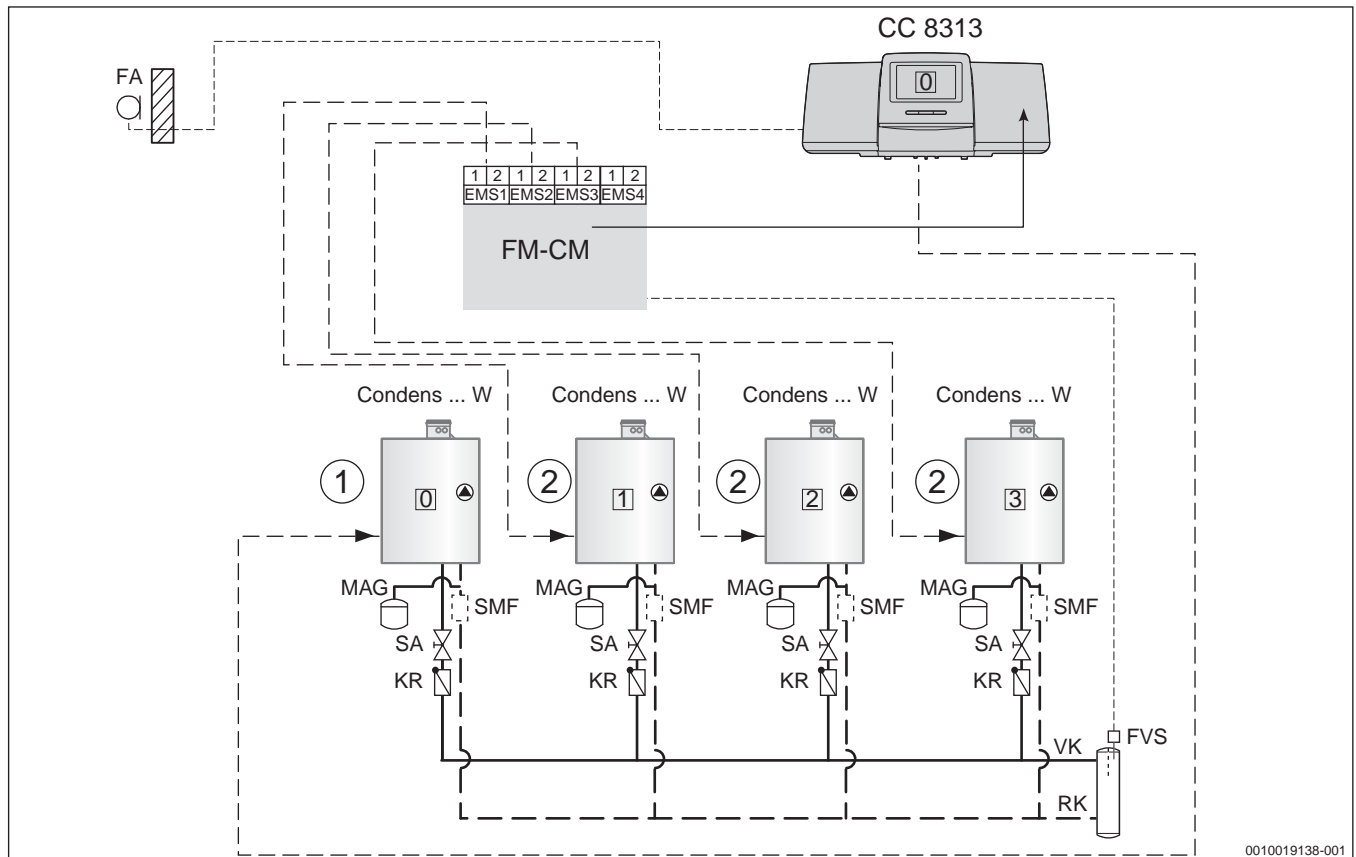 CC 8313
FA
0
1 2 1 2 1 2 1 2
EMS1 EMS2 EMS3 EMS4
FM-CM
Condens ... W Condens ... W Condens ... W Condens ... W
1 0 2 1 2 2 2 3
MAG SMF MAG SMF MAG SMF MAG SMF
SA SA SA SA
KR KR KR KR
FVS
VK
RK
0010019138-001